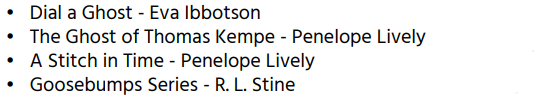 • Dial a Ghost - Eva Ibbotson
• The Ghost of Thomas Kempe - Penelope Lively
• A Stitch in Time - Penelope Lively
• Goosebumps Series - R. L. Stine